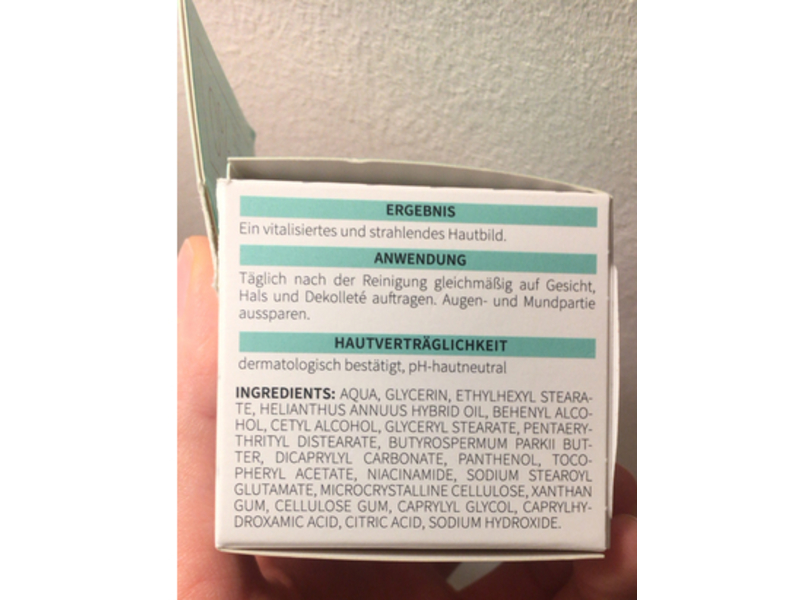 ERGEBNIS
Ein vitalisiertes und strahlendes Hautbild.
ANWENDUNG
Täglich nach der Reinigung gleichmäßig auf Gesicht,
Hals und Dekolleté auftragen. Augen- und Mundpartie
aussparen.
HAUTVERTRÄGLICHKEIT
dermatologisch bestätigt, pH-hautneutral
INGREDIENTS: AQUA, GLYCERIN, ETHYLHEXYL STEARA-
TE, HELIANTHUS ANNUUS HYBRID OIL, BEHENYL ALCO-
HOL, CETYL ALCOHOL, GLYCERYL STEARATE, PENTAERY-
THRITYL DISTEARATE, BUTYROSPERMUM PARKII BUT-
TER, DICAPRYLYL CARBONATE, PANTHENOL, TOCO-
PHERYL ACETATE, NIACINAMIDE, SODIUM STEAROYL
GLUTAMATE, MICROCRYSTALLINE CELLULOSE, XANTHAN
GUM, CELLULOSE GUM, CAPRYLYL GLYCOL, CAPRYLHY-
DROXAMIC ACID, CITRIC ACID, SODIUM HYDROXIDE.